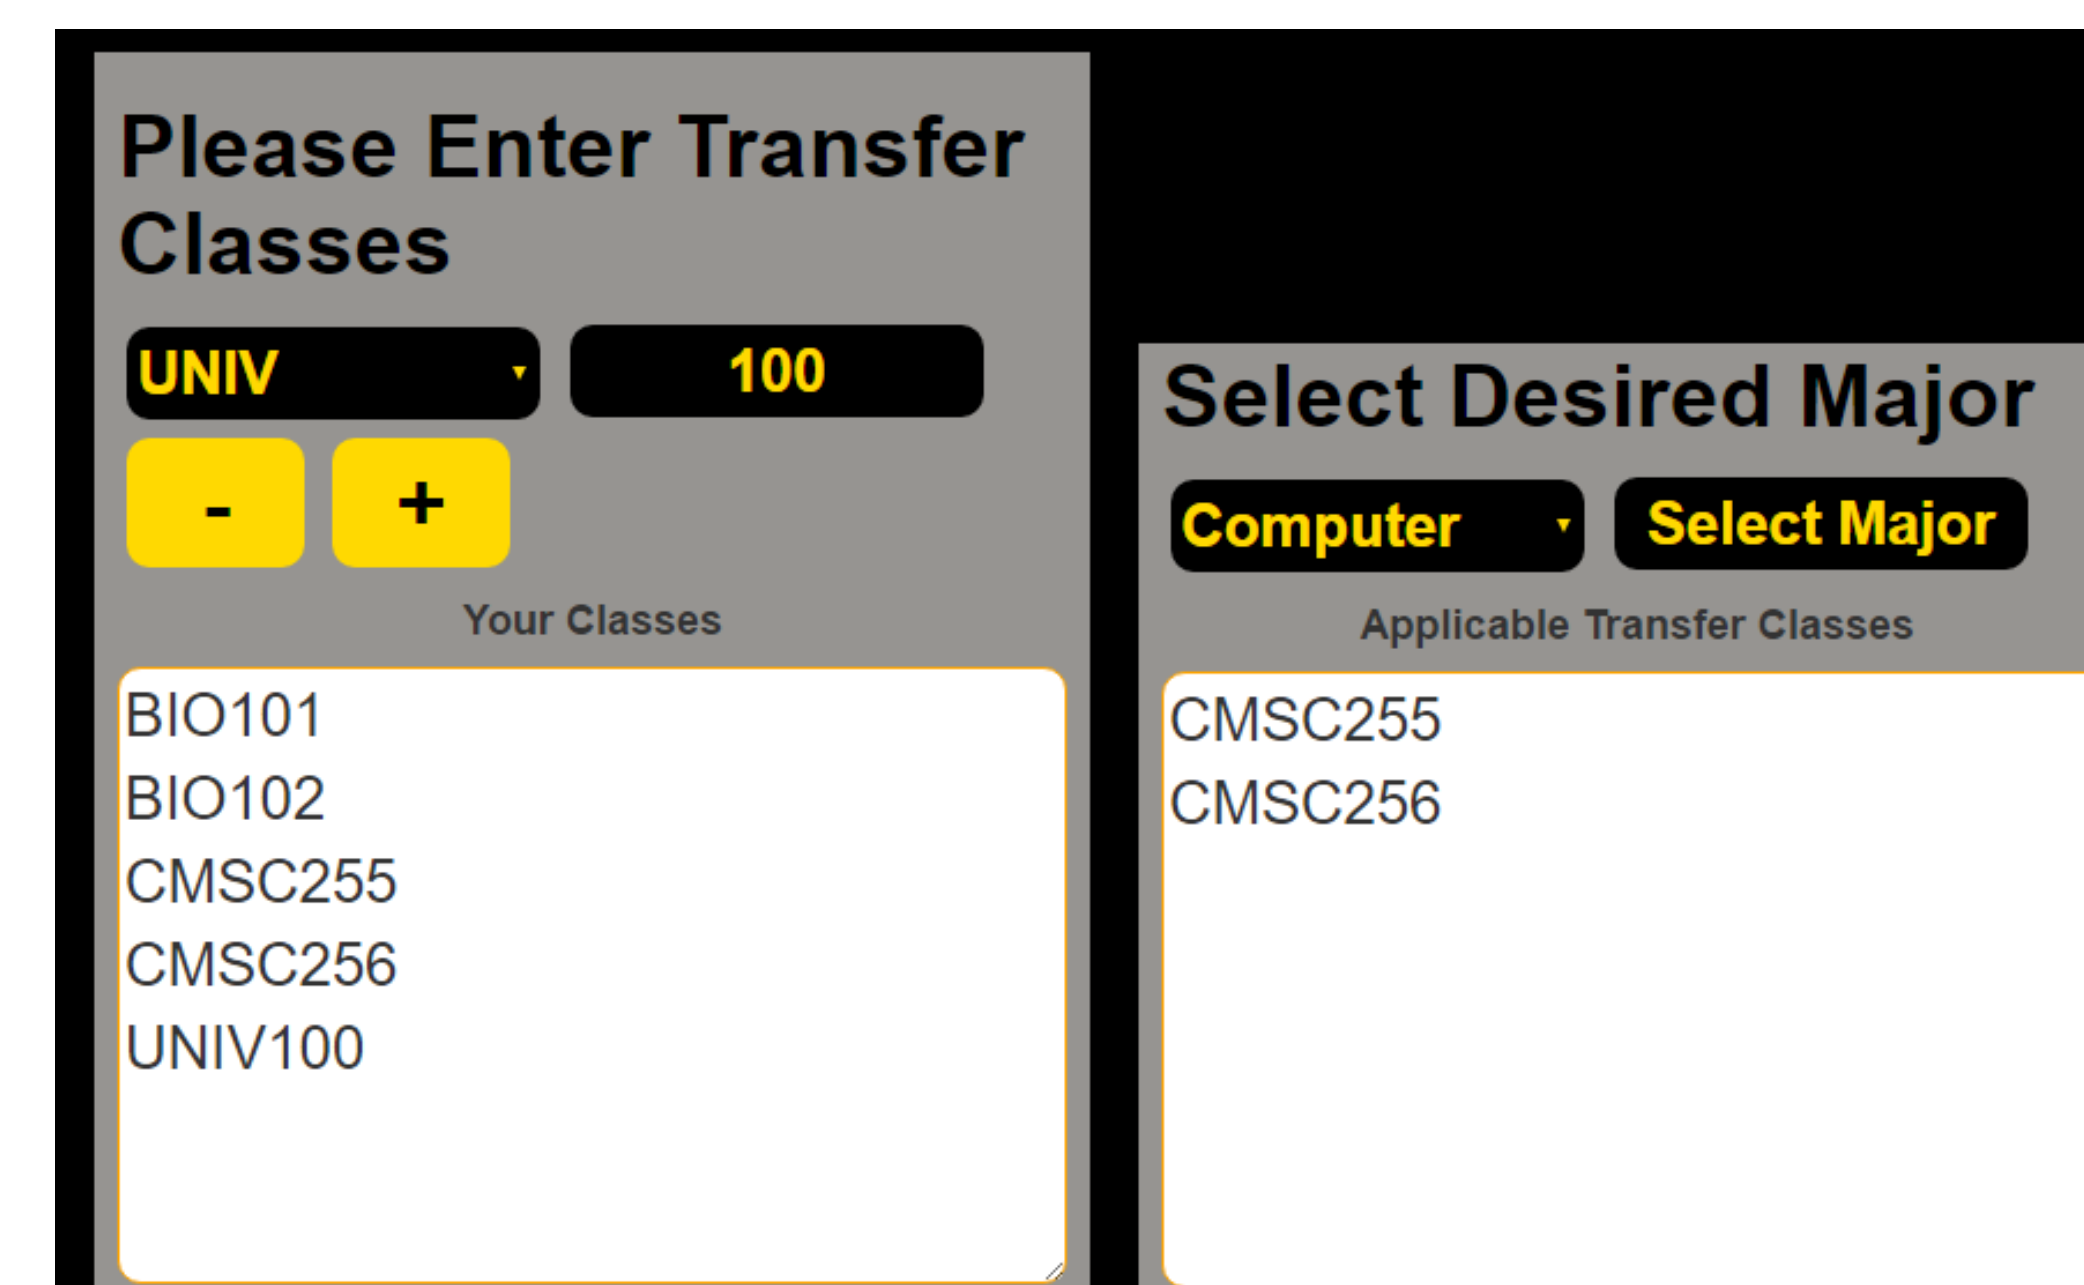 Please Enter Transfer
Classes
UNIV
100
-
+
Your Classes
BIO101
BIO102
CMSC255
CMSC256
UNIV100
Select Desired Major
Computer
Select Major
Applicable Transfer Classes
CMSC255
CMSC256